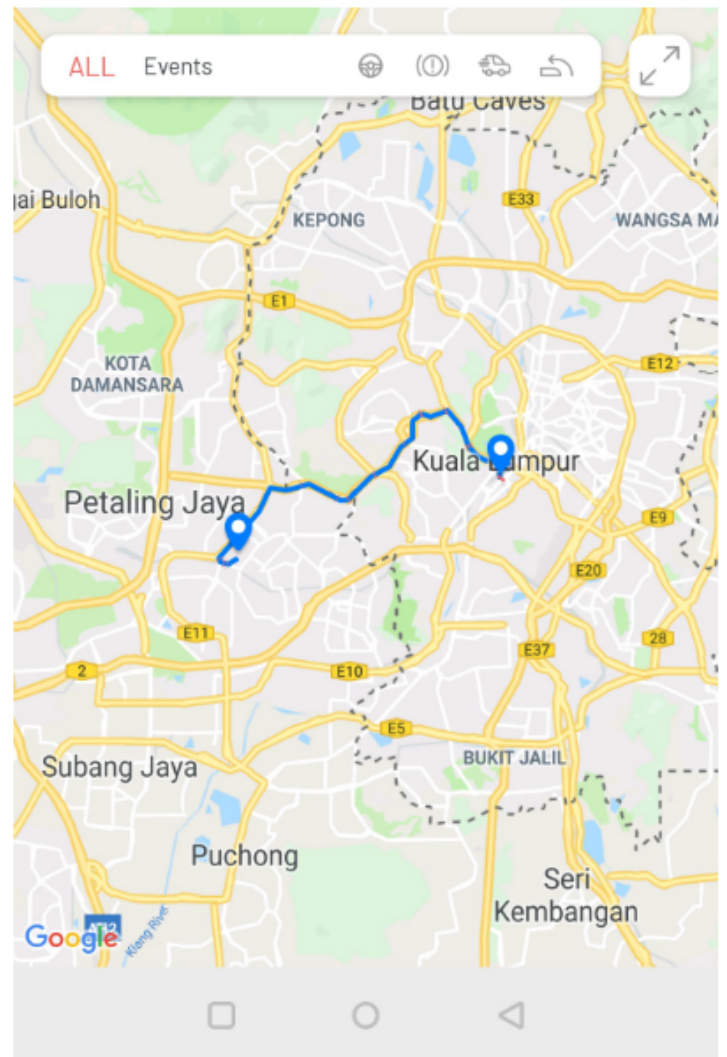 ALL Events
Batu Caves
gai Buloh
KEPONG
E33
WANGSA MA
E1
E12
KOTA
DAMANSARA
Kuala Lumpur
Petaling Jaya
E9
E20
E11
28
E37
2
E10
E5
BUKIT JALIL
Subang Jaya
Puchong
Seri
Kembangan
Google
Klang River